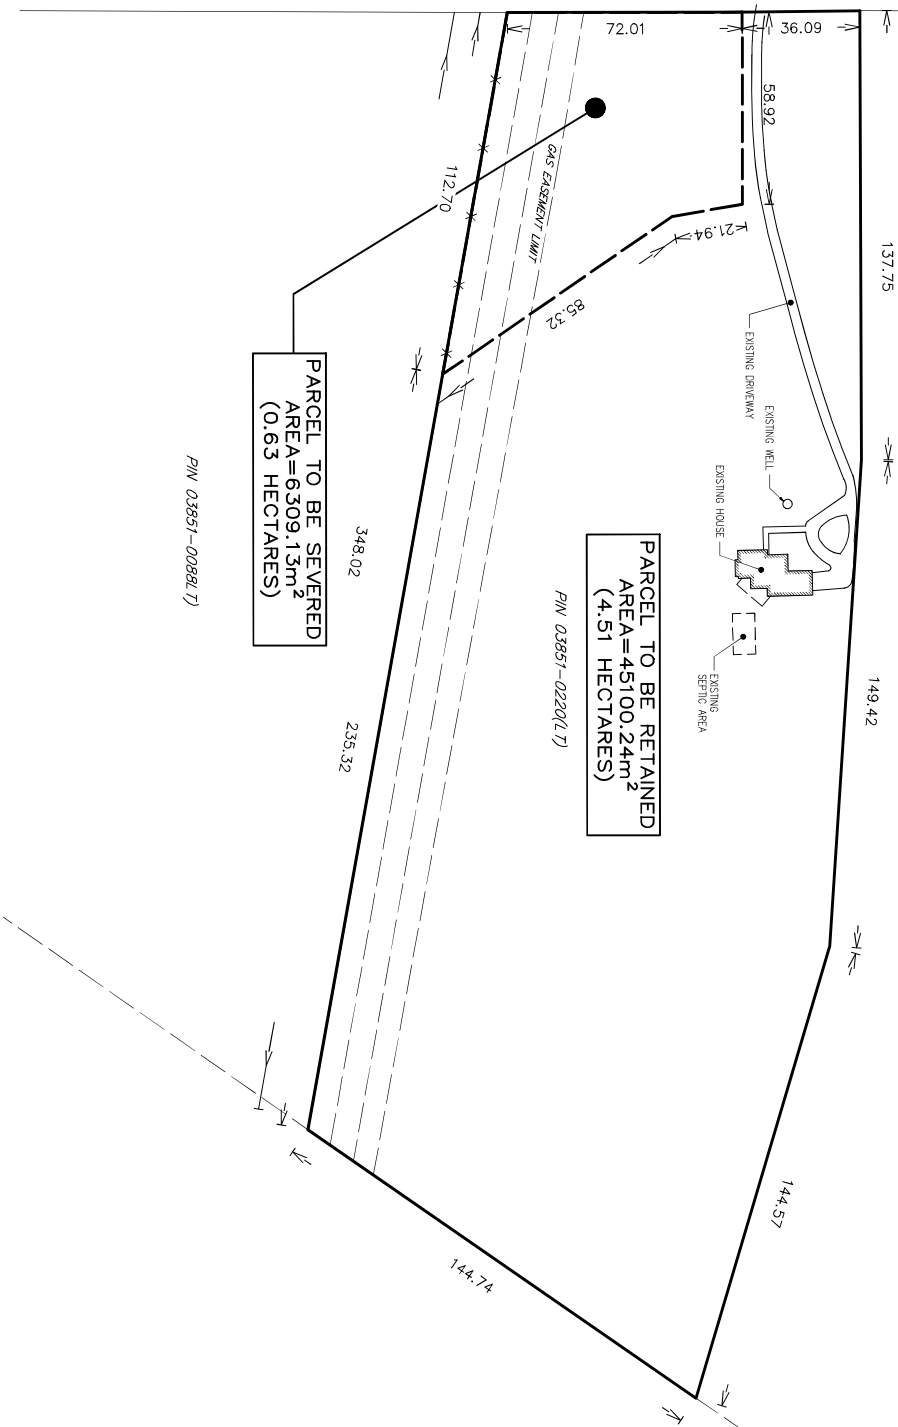 72.01
36.09
58.92
137.75
GAS EASEMENT LIMIT
112.70
21.94
85.32
EXISTING DRIVEWAY
EXISTING WELL
EXISTING HOUSE
PARCEL TO BE SEVERED
AREA=6309.13m²
(0.63 HECTARES)
PIN 03851-0088LT)
348.02
PARCEL TO BE RETAINED
AREA=45100.24m²
(4.51 HECTARES)
PIN 03851-0220(LT)
EXISTING
SEPTIC AREA
149.42
235.32
144.57
144.74